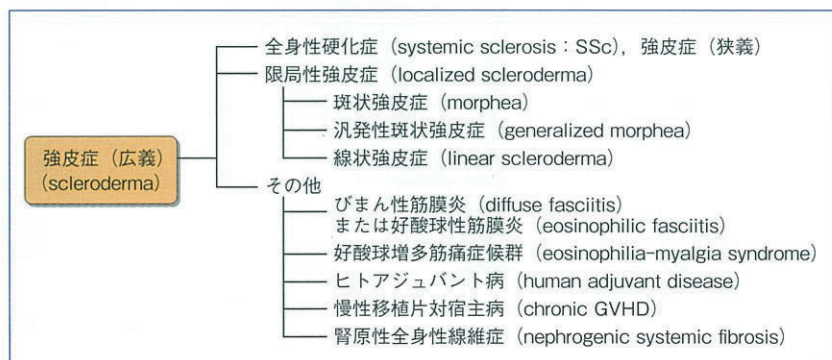 強皮症（広義）
(scleroderma)
全身性硬化症（systemic sclerosis：SSc），強皮症（狭義）
限局性強皮症（localized scleroderma）
斑状強皮症（morphea）
汎発性斑状強皮症（generalized morphea）
線状強皮症（linear scleroderma）
その他
びまん性筋膜炎（diffuse fasciitis）
または好酸球性筋膜炎（eosinophilic fasciitis）
好酸球増多筋痛症候群（eosinophilia-myalgia syndrome）
ヒトアジュバント病（human adjuvant disease）
慢性移植片対宿主病（chronic GVHD）
腎原性全身性線維症（nephrogenic systemic fibrosis）